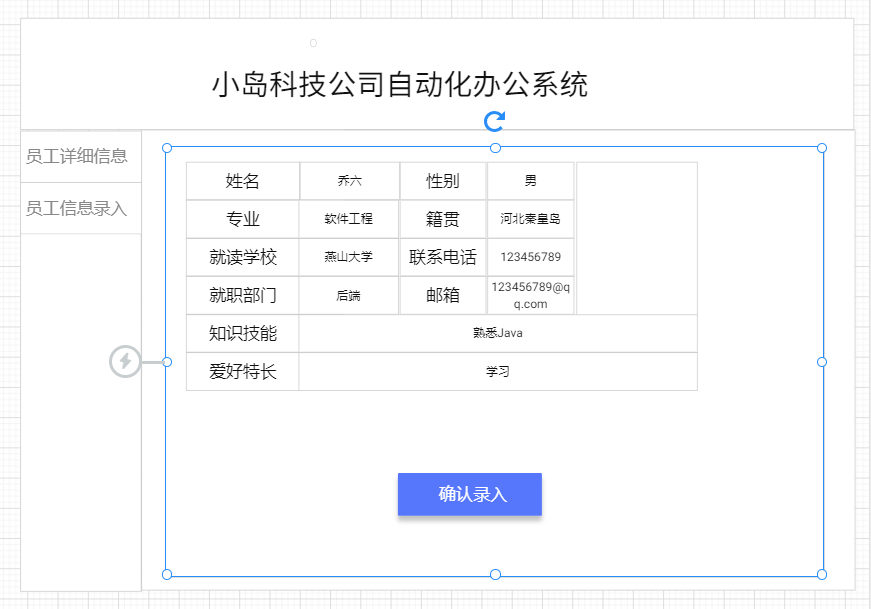 小岛科技公司自动化办公系统
员工详细信息
员工信息录入
姓名 乔六 性别 男
专业 软件工程 籍贯 河北秦皇岛
就读学校 燕山大学 联系电话 123456789
就职部门 后端 邮箱 123456789@q
q.com
知识技能 熟悉Java
爱好特长 学习
确认录入